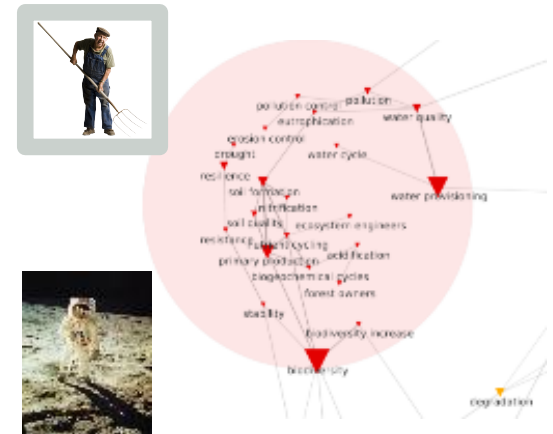 pollution
pollution control
water quality
eutrophication
erosion control
drought
water cycle
resilience
soil formation
water provisioning
nitrification
soil quality
ecosystem engineers
resistance
nutrient cycling
acidification
primary production
biogeochemical cycles
forest owners
stability
biodiversity increase
biodiversity
degradation